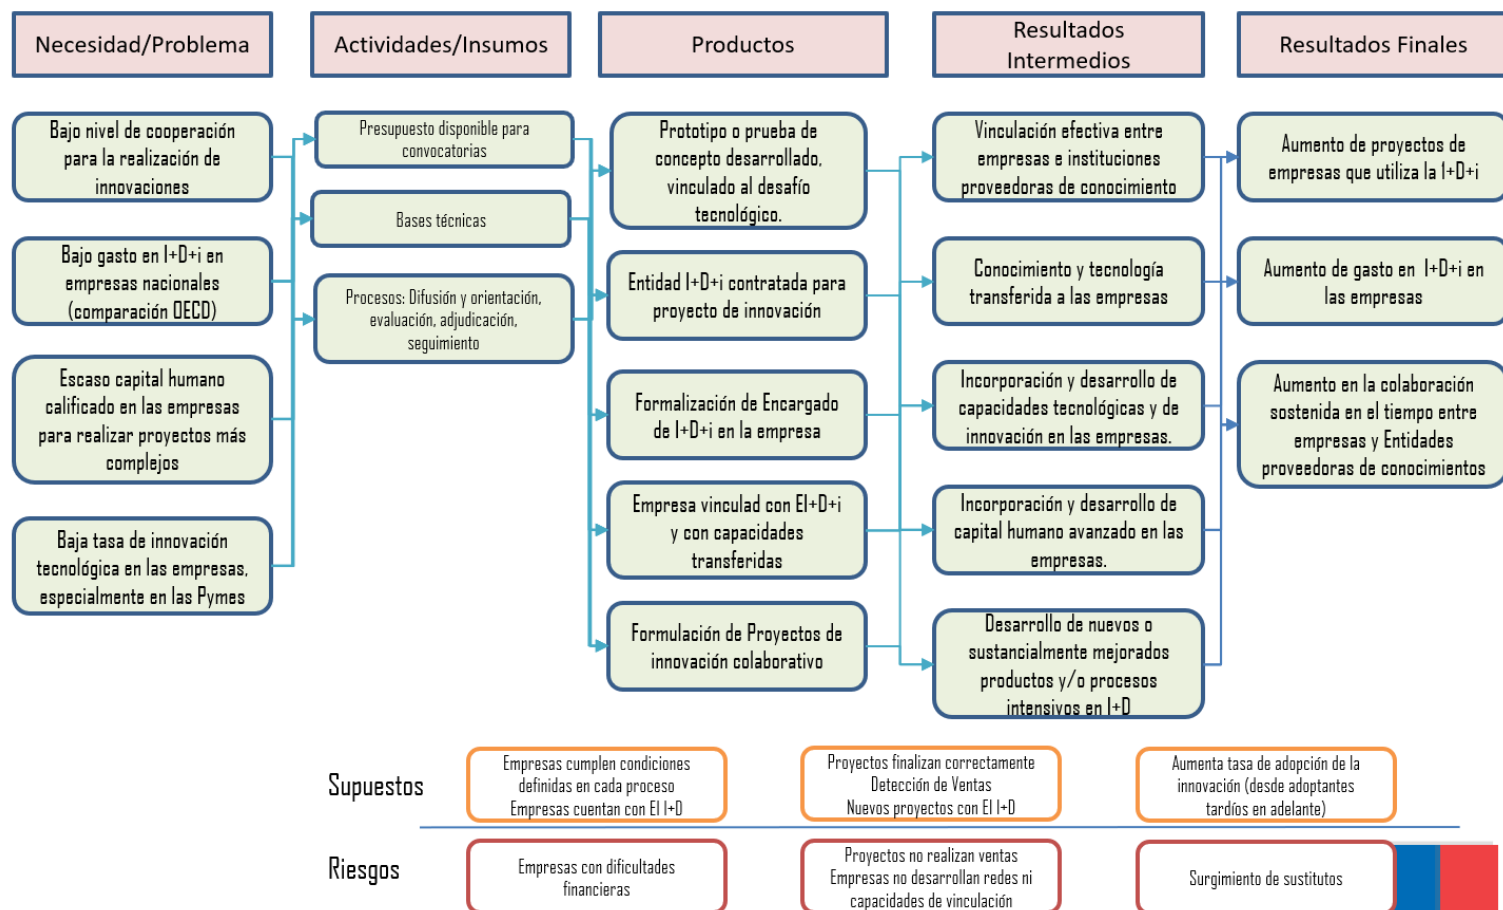 Necesidad/Problema
Actividades/Insumos
Productos
Resultados
Intermedios
Resultados Finales
Bajo nivel de cooperación
para la realización de
innovaciones
Bajo gasto en I+D+i en
empresas nacionales
(comparación OECD)
Escaso capital humano
calificado en las empresas
para realizar proyectos más
complejos
Baja tasa de innovación
tecnológica en las empresas,
especialmente en las Pymes
Presupuesto disponible para
convocatorias
Bases técnicas
Procesos: Difusión y orientación,
evaluación, adjudicación,
seguimiento
Prototipo o prueba de
concepto desarrollado,
vinculado al desafío
tecnológico.
Entidad I+D+i contratada para
proyecto de innovación
Formalización de Encargado
de I+D+i en la empresa
Empresa vinculad con EI+D+i
y con capacidades
transferidas
Formulación de Proyectos de
innovación colaborativo
Vinculación efectiva entre
empresas e instituciones
proveedoras de conocimiento
Conocimiento y tecnología
transferida a las empresas
Incorporación y desarrollo de
capacidades tecnológicas y de
innovación en las empresas.
Incorporación y desarrollo de
capital humano avanzado en las
empresas.
Desarrollo de nuevos o
sustancialmente mejorados
productos y/o procesos
intensivos en I+D
Aumento de proyectos de
empresas que utiliza la I+D+i
Aumento de gasto en I+D+i en
las empresas
Aumento en la colaboración
sostenida en el tiempo entre
empresas y Entidades
proveedoras de conocimientos
Supuestos
Empresas cumplen condiciones
definidas en cada proceso
Empresas cuentan con EI I+D
Proyectos finalizan correctamente
Detección de Ventas
Nuevos proyectos con EI I+D
Aumenta tasa de adopción de la
innovación (desde adoptantes
tardíos en adelante)
Riesgos
Empresas con dificultades
financieras
Proyectos no realizan ventas
Empresas no desarrollan redes ni
capacidades de vinculación
Surgimiento de sustitutos